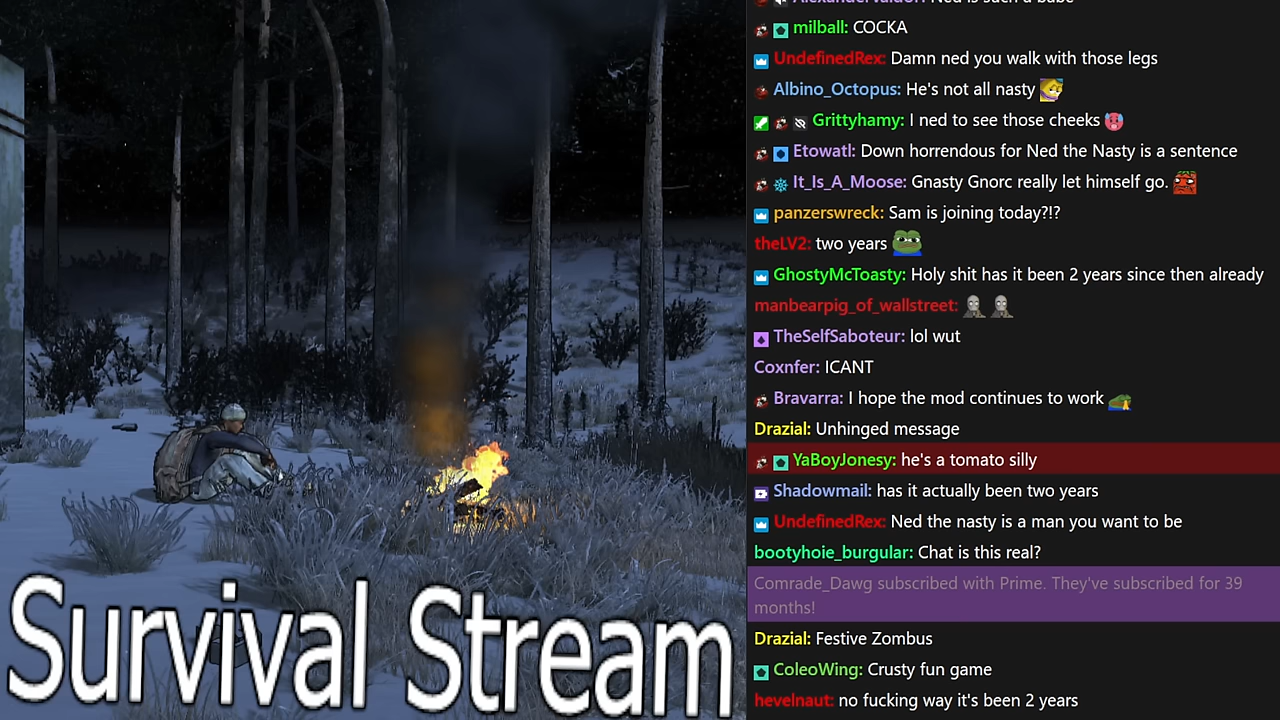 AlexanderValdor: Ned is such a babe
milball: COCKA
UndefinedRex: Damn ned you walk with those legs
Albino_Octopus: He's not all nasty
Grittyhamy: I ned to see those cheeks
Etowatl: Down horrendous for Ned the Nasty is a sentence
It_Is_A_Moose: Gnasty Gnorc really let himself go.
panzerswreck: Sam is joining today?!?
theLV2: two years
GhostyMcToasty: Holy shit has it been 2 years since then already
manbearpig_of_wallstreet:
TheSelfSaboteur: lol wut
Coxnfer: ICANT
Bravarra: I hope the mod continues to work
Drazial: Unhinged message
YaBoyJonesy: he's a tomato silly
Shadowmail: has it actually been two years
UndefinedRex: Ned the nasty is a man you want to be
bootyhoie_burgular: Chat is this real?
Comrade_Dawg subscribed with Prime. They've subscribed for 39
months!
Drazial: Festive Zombus
ColeoWing: Crusty fun game
hevelnaut: no fucking way it's been 2 years
Survival Stream